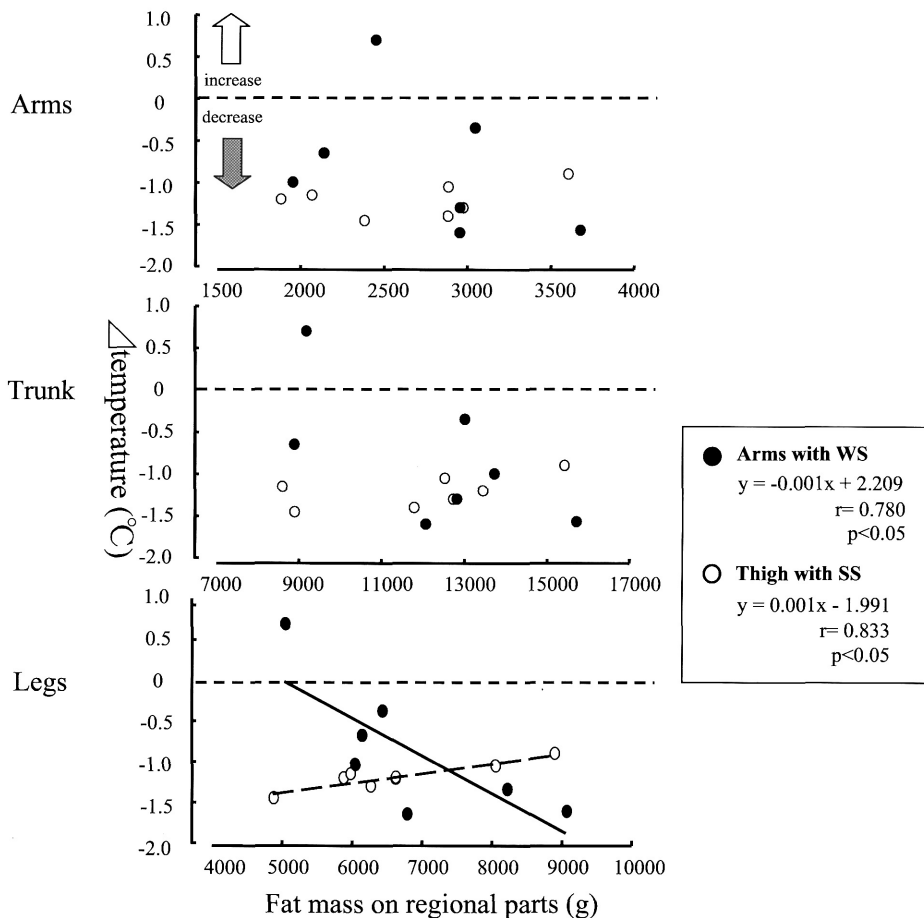 Arms
1.0
0.5
0
-0.5
-1.0
-1.5
-2.0
increase
decrease
1500 2000 2500 3000 3500 4000
Trunk
1.0
0.5
0
-0.5
-1.0
-1.5
-2.0
7000 9000 11000 13000 15000 17000
Legs
1.0
0.5
0
-0.5
-1.0
-1.5
-2.0
4000 5000 6000 7000 8000 9000 10000
△temperature (°C)
Fat mass on regional parts (g)
● Arms with WS
y = -0.001x + 2.209
r= 0.780
p<0.05
○ Thigh with SS
y = 0.001x - 1.991
r= 0.833
p<0.05